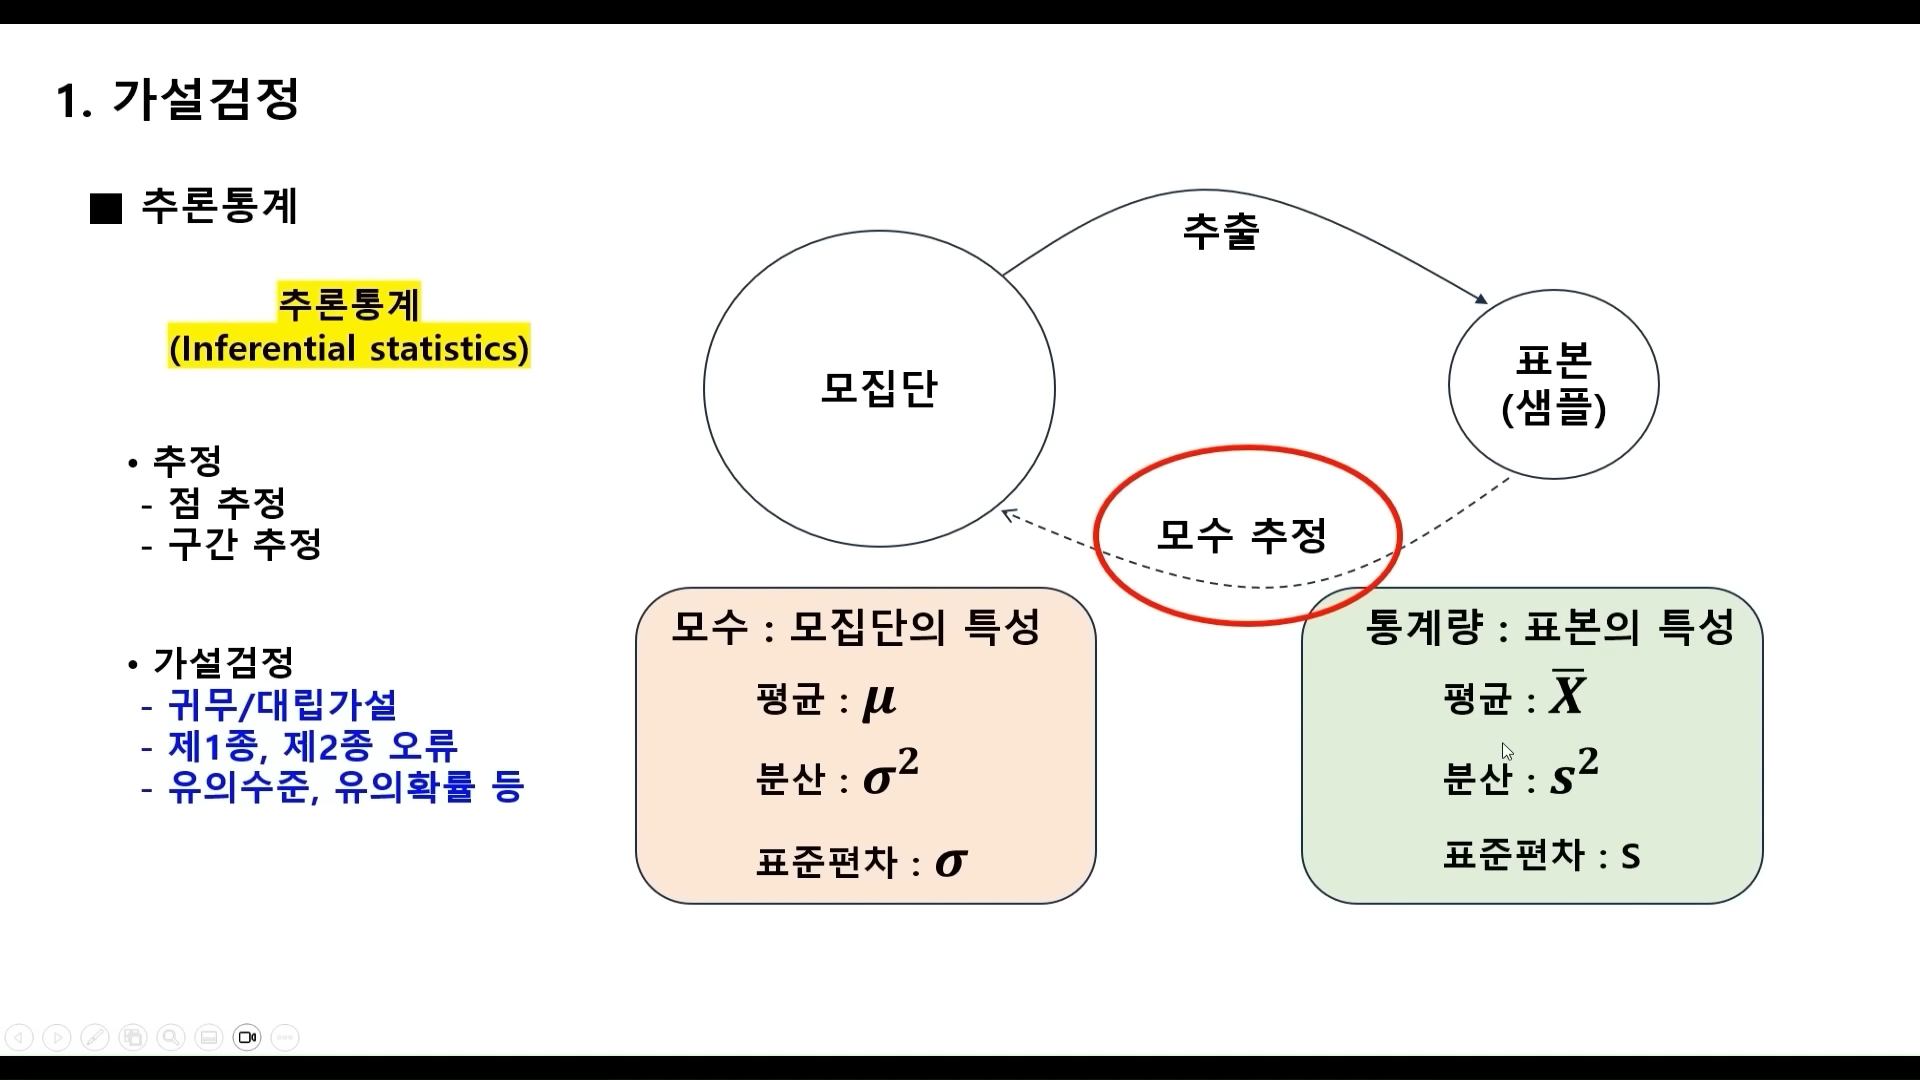 1. 가설검정
■ 추론통계
추론통계
(Inferential statistics)
• 추정
- 점 추정
- 구간 추정
• 가설검정
- 귀무/대립가설
- 제1종, 제2종 오류
- 유의수준, 유의확률 등
추출
모집단
표본
(샘플)
모수 추정
모수 : 모집단의 특성
평균 : μ
분산 : σ²
표준편차 : σ
통계량 : 표본의 특성
평균 : X̄
분산 : s²
표준편차 : S